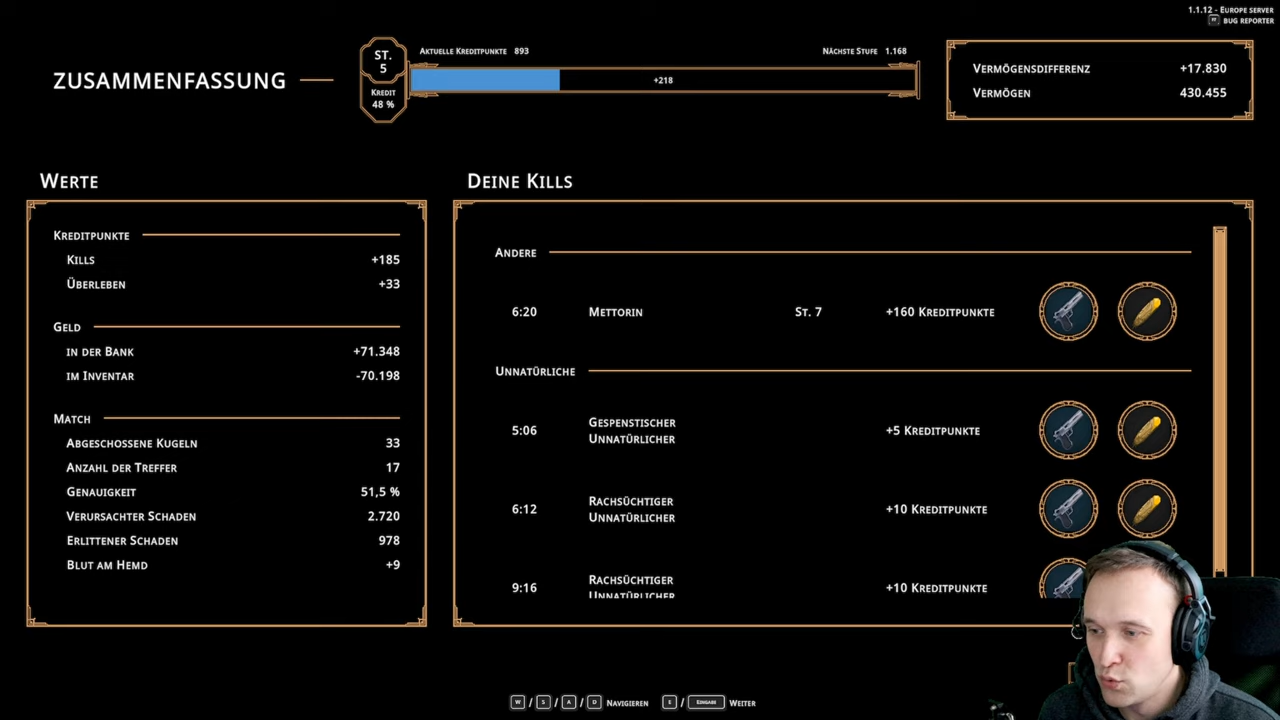 1.1.12 - Europe server
BUG REPORTER
ZUSAMMENFASSUNG
ST.
5
KREDIT
48 %
AKTUELLE KREDITPUNKTE 893
NÄCHSTE STUFE 1.168
+218
VERMÖGENSDIFFERENZ +17.830
VERMÖGEN 430.455
WERTE
KREDITPUNKTE
KILLS +185
ÜBERLEBEN +33
GELD
IN DER BANK +71.348
IM INVENTAR -70.198
MATCH
ABGESCHOSSENE KUGELN 33
ANZAHL DER TREFFER 17
GENAUIGKEIT 51,5 %
VERURSACHTER SCHADEN 2.720
ERLITTENER SCHADEN 978
BLUT AM HEMD +9
DEINE KILLS
ANDERE
6:20 METTORIN ST. 7 +160 KREDITPUNKTE
UNNATÜRLICHE
5:06 GESPENSTISCHER UNNATÜRLICHER +5 KREDITPUNKTE
6:12 RACHSÜCHTIGER UNNATÜRLICHER +10 KREDITPUNKTE
9:16 RACHSÜCHTIGER UNNATÜRLICHER +10 KREDITPUNKTE
W / S / A / D NAVIGIEREN E / EINGABE WEITER